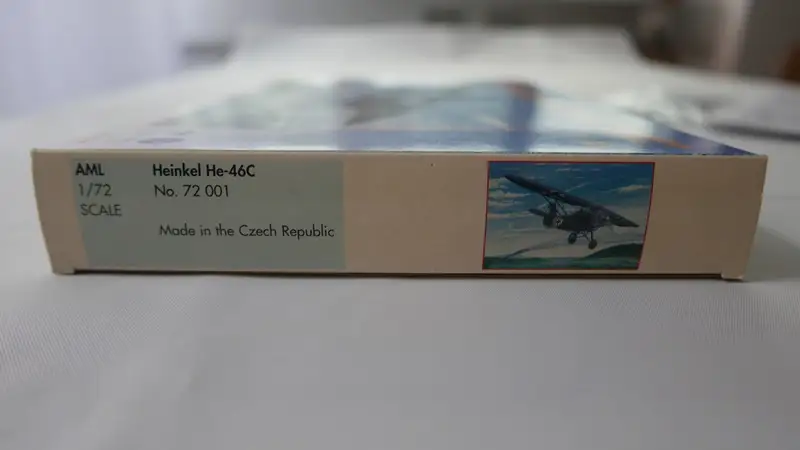 AML Heinkel He-46C
1/72 No. 72 001
SCALE
Made in the Czech Republic